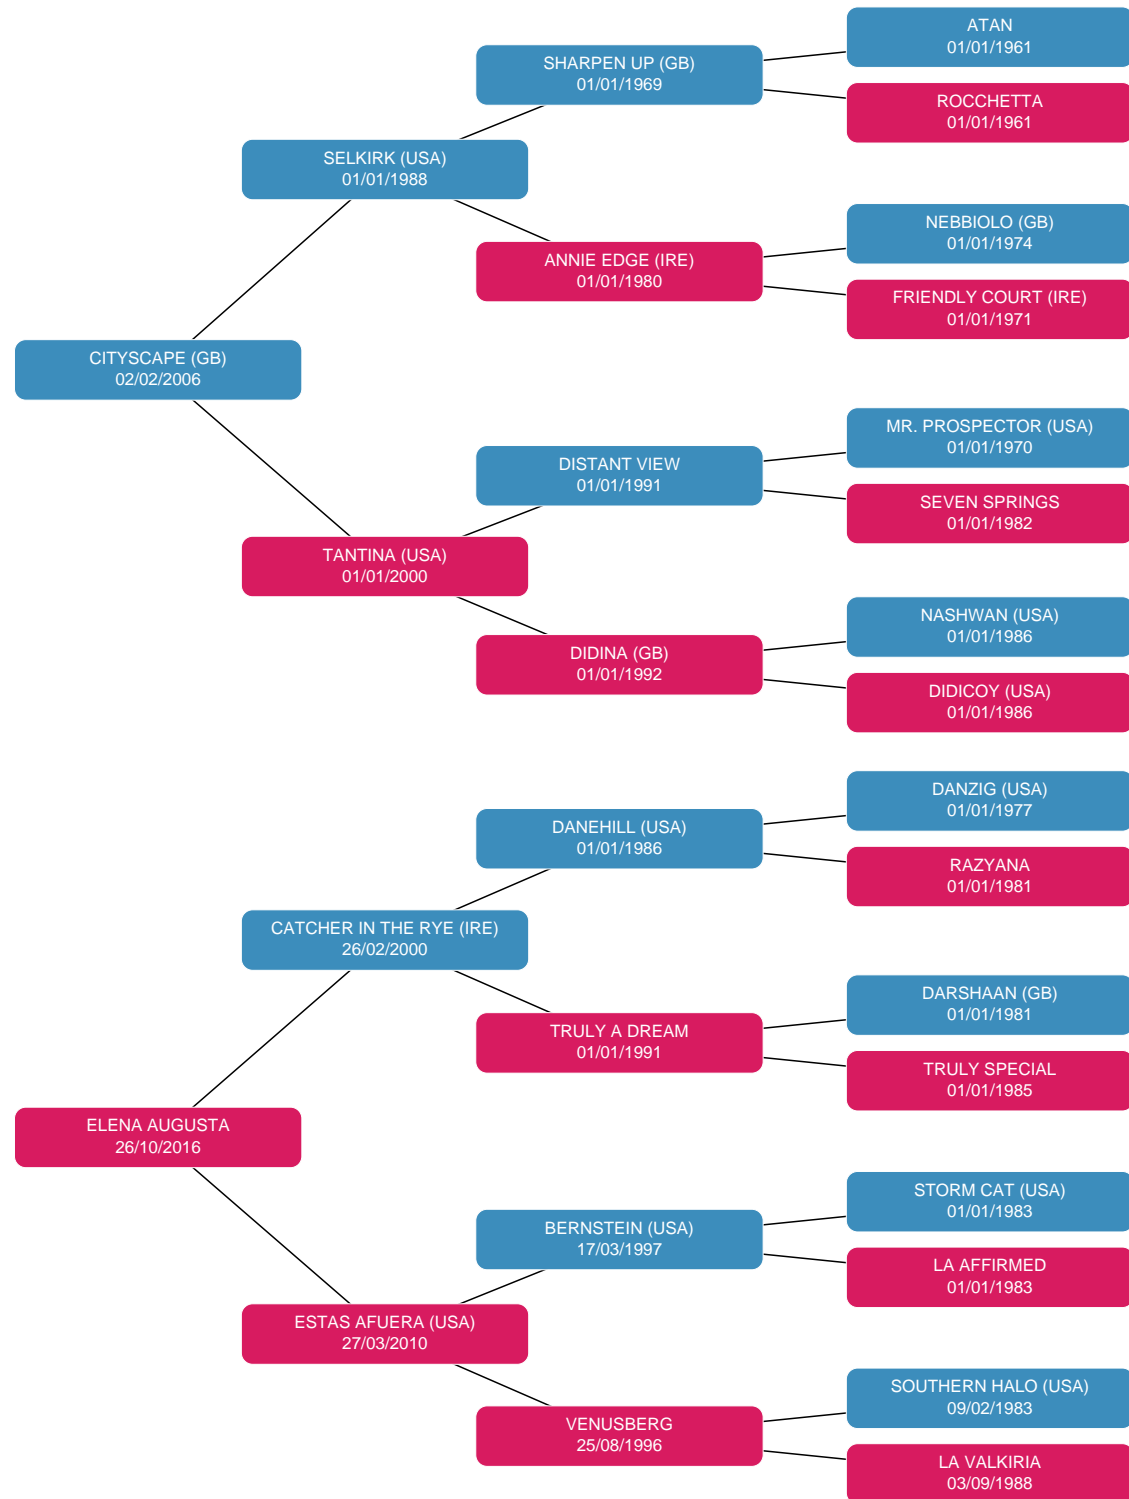 ATAN
01/01/1961
SHARPEN UP (GB)
01/01/1969
ROCCHETTA
01/01/1961
SELKIRK (USA)
01/01/1988
NEBBIOLO (GB)
01/01/1974
ANNIE EDGE (IRE)
01/01/1980
FRIENDLY COURT (IRE)
01/01/1971
CITYSCAPE (GB)
02/02/2006
MR. PROSPECTOR (USA)
01/01/1970
DISTANT VIEW
01/01/1991
SEVEN SPRINGS
01/01/1982
TANTINA (USA)
01/01/2000
NASHWAN (USA)
01/01/1986
DIDINA (GB)
01/01/1992
DIDICOY (USA)
01/01/1986
DANZIG (USA)
01/01/1977
DANEHILL (USA)
01/01/1986
RAZYANA
01/01/1981
CATCHER IN THE RYE (IRE)
26/02/2000
DARSHAAN (GB)
01/01/1981
TRULY A DREAM
01/01/1991
TRULY SPECIAL
01/01/1985
ELENA AUGUSTA
26/10/2016
STORM CAT (USA)
01/01/1983
BERNSTEIN (USA)
17/03/1997
LA AFFIRMED
01/01/1983
ESTAS AFUERA (USA)
27/03/2010
SOUTHERN HALO (USA)
09/02/1983
VENUSBERG
25/08/1996
LA VALKIRIA
03/09/1988